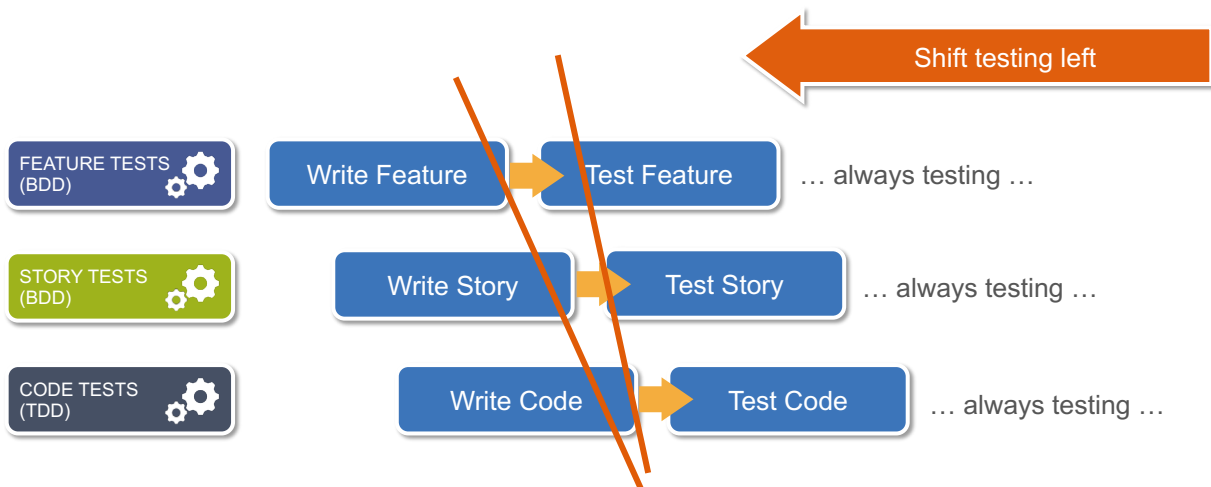 Shift testing left
FEATURE TESTS
(BDD)
Write Feature
Test Feature
… always testing …
STORY TESTS
(BDD)
Write Story
Test Story
… always testing …
CODE TESTS
(TDD)
Write Code
Test Code
… always testing …